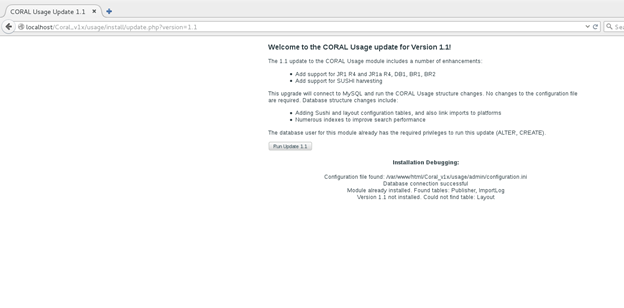 CORAL Usage Update 1.1
localhost/Coral_v1x/usage/install/update.php?version=1.1
Sea
Welcome to the CORAL Usage update for Version 1.1!
The 1.1 update to the CORAL Usage module includes a number of enhancements:
Add support for JR1 R4 and JR1a R4, DB1, BR1, BR2
Add support for SUSHI harvesting
This upgrade will connect to MySQL and run the CORAL Usage structure changes. No changes to the configuration file
are required. Database structure changes include:
Adding Sushi and layout configuration tables, and also link imports to platforms
Numerous indexes to improve search performance
The database user for this module already has the required privileges to run this update (ALTER, CREATE).
Run Update 1.1
Installation Debugging:
Configuration file found: /var/www/html/Coral_v1x/usage/admin/configuration.ini
Database connection successful
Module already installed. Found tables: Publisher, ImportLog
Version 1.1 not installed. Could not find table: Layout